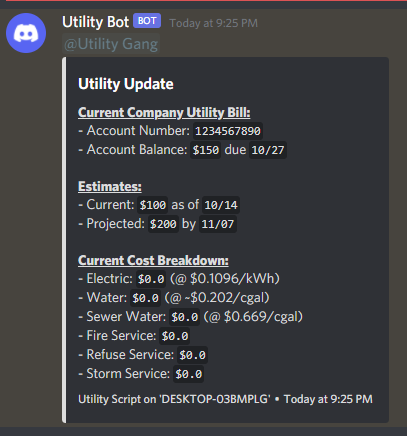 Utility Bot BOT Today at 9:25 PM
@Utility Gang
Utility Update
Current Company Utility Bill:
- Account Number: 1234567890
- Account Balance: $150 due 10/27
Estimates:
- Current: $100 as of 10/14
- Projected: $200 by 11/07
Current Cost Breakdown:
- Electric: $0.0 (@ $0.1096/kWh)
- Water: $0.0 (@ ~$0.202/cgal)
- Sewer Water: $0.0 (@ $0.669/cgal)
- Fire Service: $0.0
- Refuse Service: $0.0
- Storm Service: $0.0
Utility Script on 'DESKTOP-03BMPLG' • Today at 9:25 PM